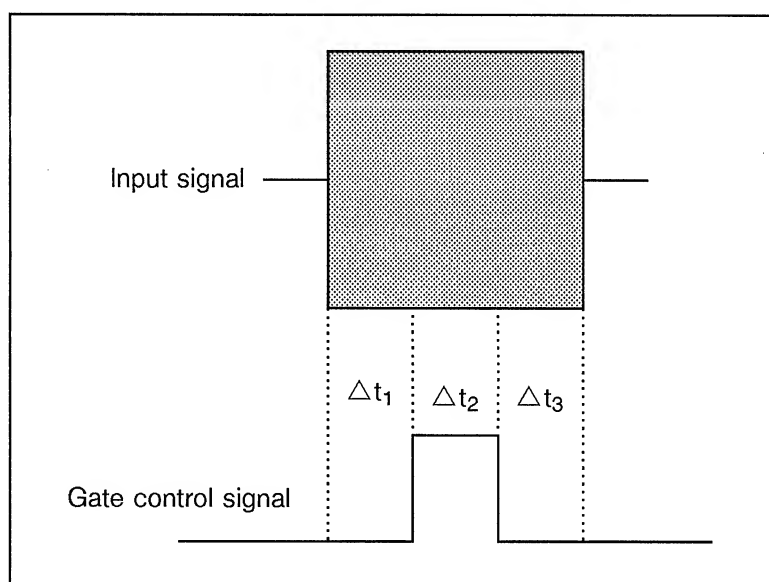 Input signal
△t₁ △t₂ △t₃
Gate control signal